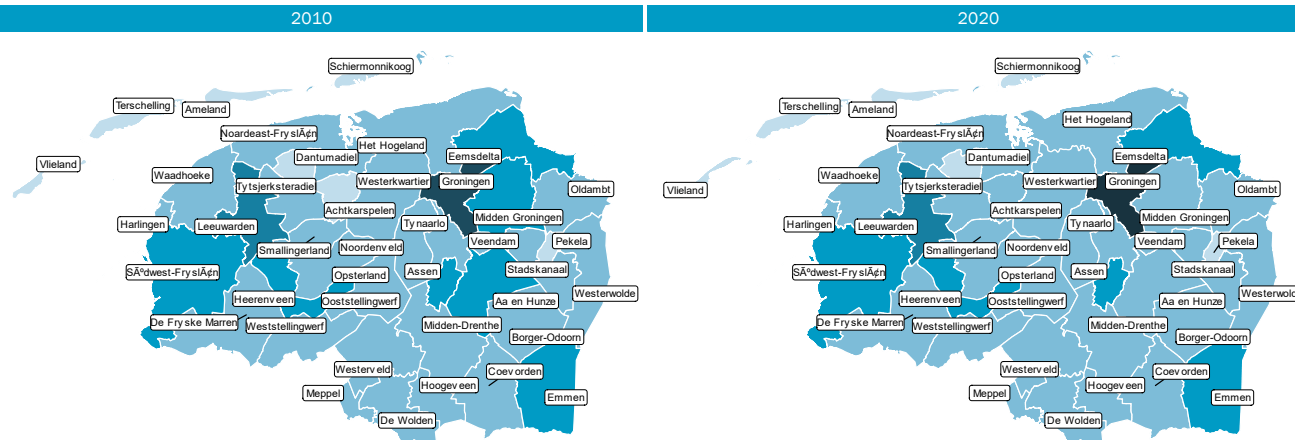 2010
Schiermonnikoog
Terschelling
Ameland
Noardeast-FryslÃ¢n
Het Hogeland
Dantumadiel
Eemsdelta
Vlieland
Waadhoeke
Tytsjerksteradiel
Westerkwartier
Groningen
Oldambt
Achtkarspelen
Harlingen
Leeuwarden
Tynaarlo
Midden Groningen
Smallingerland
Noordenveld
Veendam
Pekela
SÃºdwest-FryslÃ¢n
Opsterland
Assen
Stadskanaal
Heerenveen
Ooststellingwerf
Aa en Hunze
Westerwolde
De Fryske Marren
Weststellingwerf
Midden-Drenthe
Borger-Odoorn
Westerveld
Coevorden
Meppel
Hoogeveen
Emmen
De Wolden
2020
Schiermonnikoog
Terschelling
Ameland
Noardeast-FryslÃ¢n
Het Hogeland
Dantumadiel
Eemsdelta
Waadhoeke
Vlieland
Tytsjerksteradiel
Westerkwartier
Groningen
Oldambt
Achtkarspelen
Harlingen
Leeuwarden
Tynaarlo
Midden Groningen
Smallingerland
Noordenveld
Veendam
Pekela
SÃºdwest-FryslÃ¢n
Opsterland
Assen
Stadskanaal
Heerenveen
Ooststellingwerf
Aa en Hunze
Westerwold
De Fryske Marren
Weststellingwerf
Midden-Drenthe
Borger-Odoorn
Westerveld
Coevorden
Meppel
Hoogeveen
Emmen
De Wolden